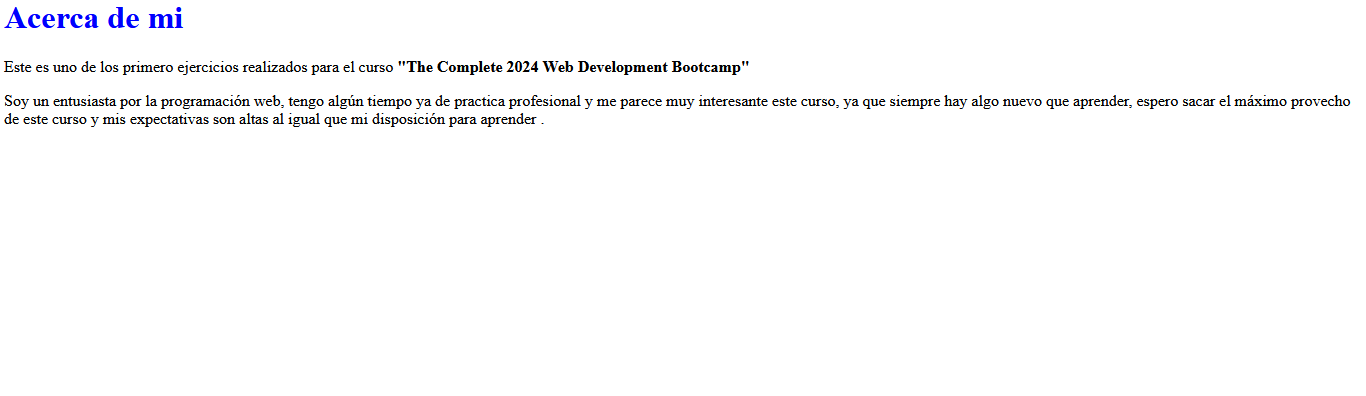 Acerca de mi
Este es uno de los primero ejercicios realizados para el curso "The Complete 2024 Web Development Bootcamp"
Soy un entusiasta por la programación web, tengo algún tiempo ya de practica profesional y me parece muy interesante este curso, ya que siempre hay algo nuevo que aprender, espero sacar el máximo provecho
de este curso y mis expectativas son altas al igual que mi disposición para aprender .